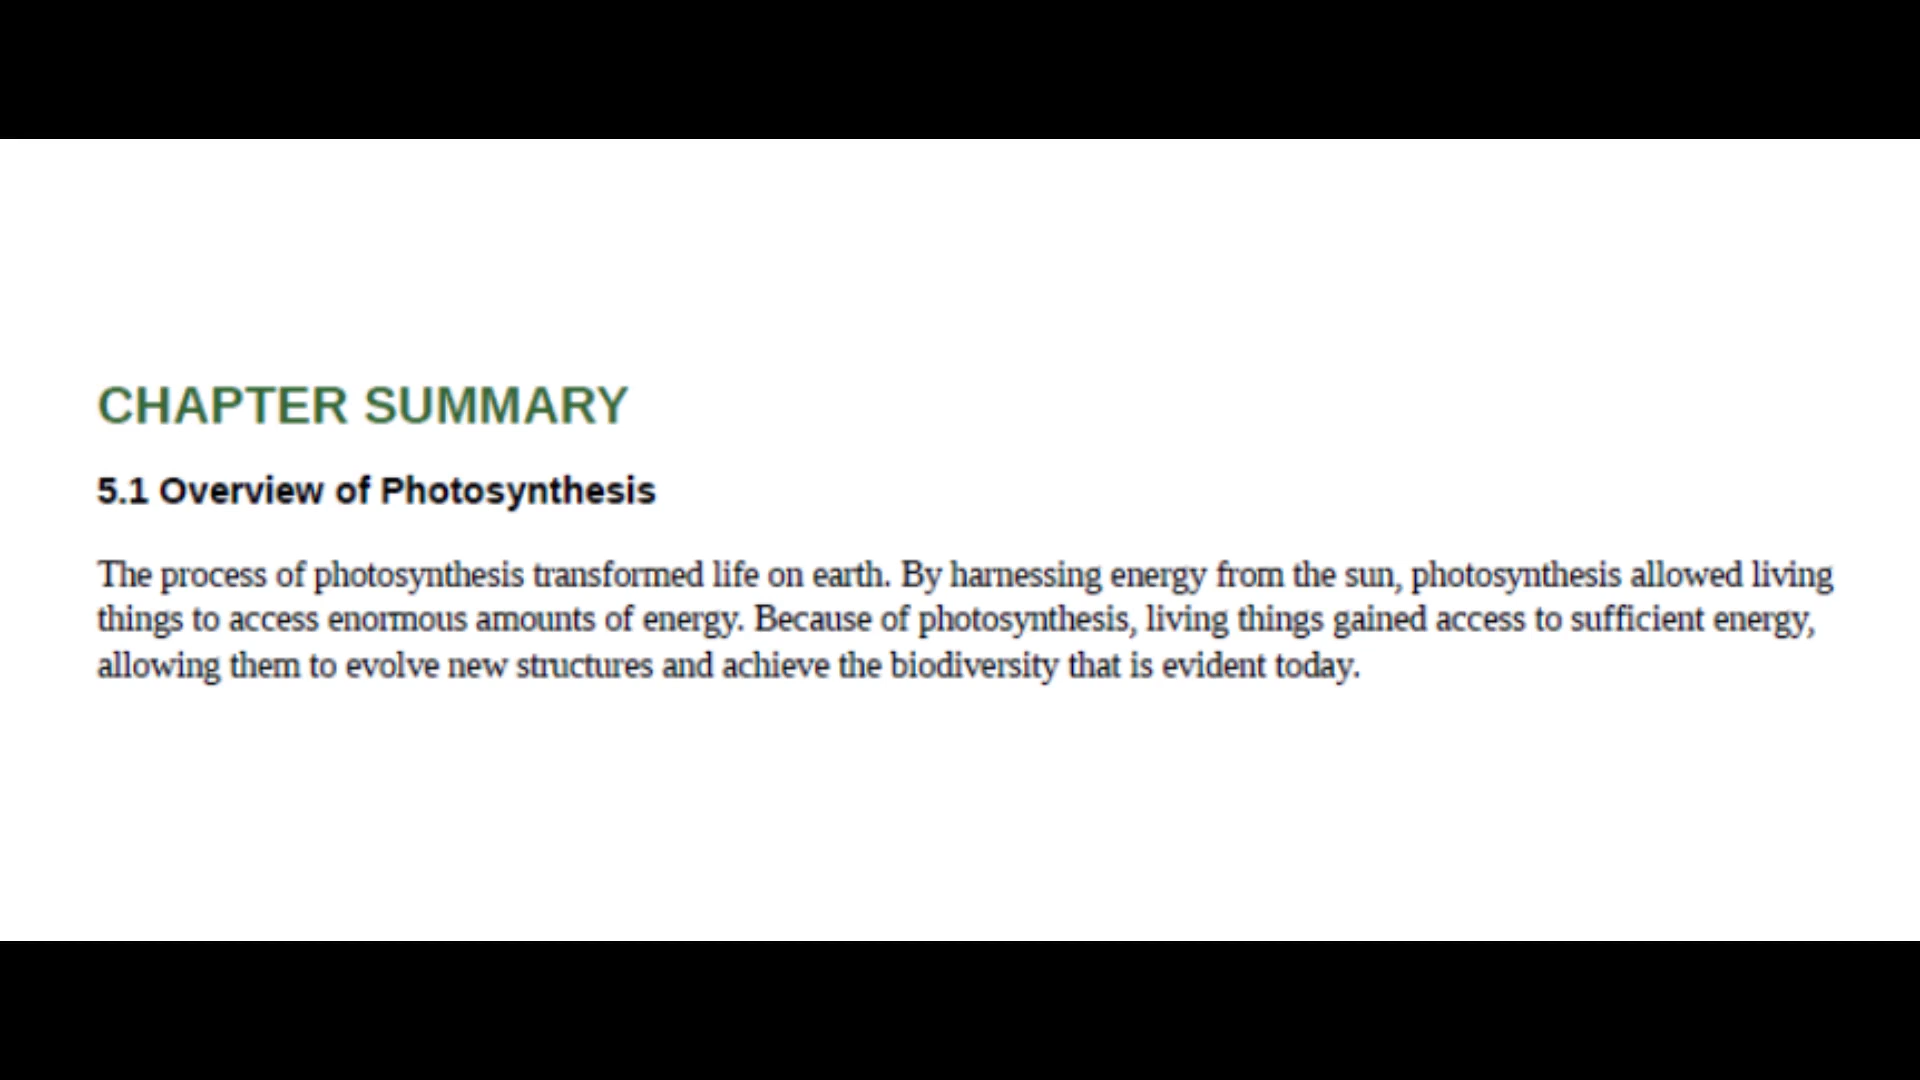 CHAPTER SUMMARY
5.1 Overview of Photosynthesis
The process of photosynthesis transformed life on earth. By harnessing energy from the sun, photosynthesis allowed living
things to access enormous amounts of energy. Because of photosynthesis, living things gained access to sufficient energy,
allowing them to evolve new structures and achieve the biodiversity that is evident today.